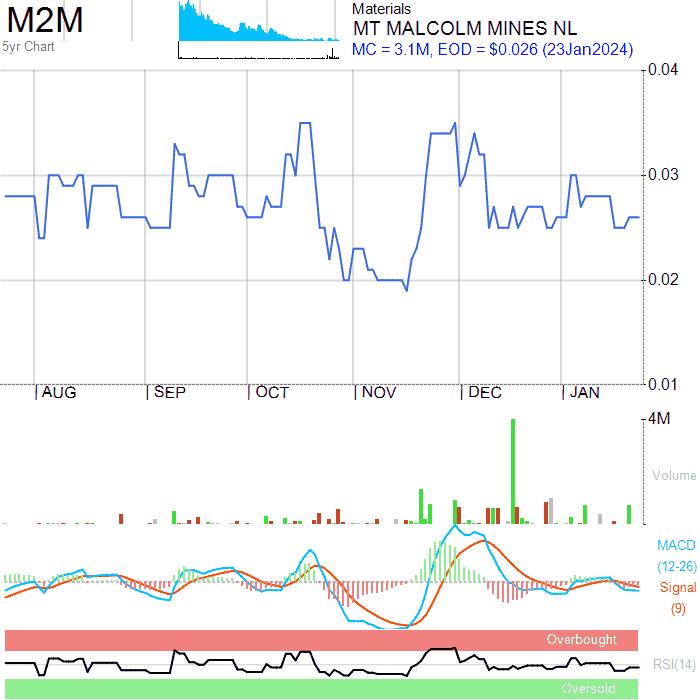 M2M
5yr Chart
Materials
MT MALCOLM MINES NL
MC = 3.1M, EOD = $0.026 (23Jan2024)
0.04
0.03
0.02
0.01
AUG SEP OCT NOV DEC JAN
4M
Volume
MACD
(12-26)
Signal
(9)
Overbought
RSI(14)
Oversold